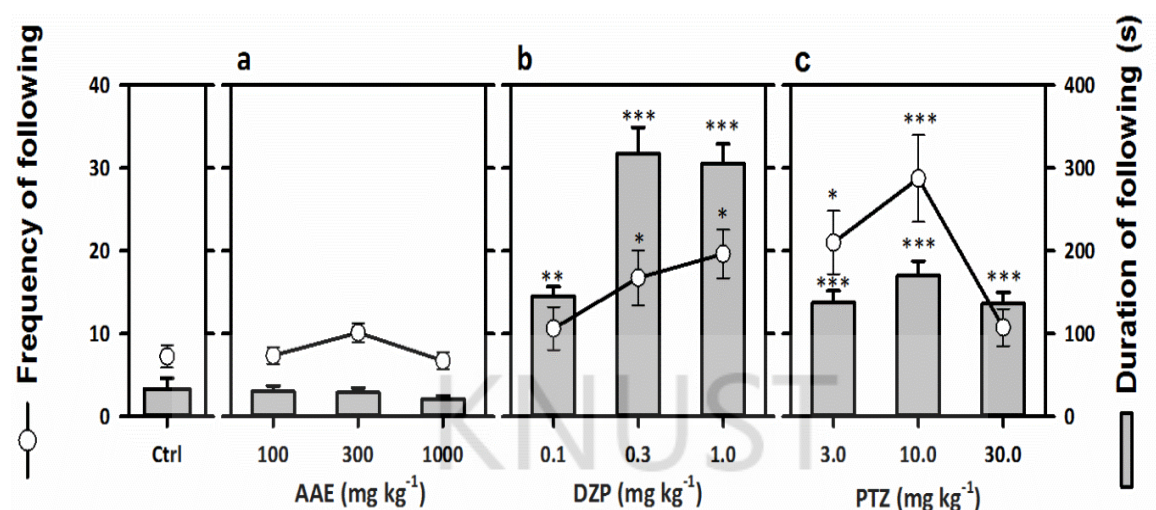 Frequency of following
a
b
c
40
30
20
10
0
***
***
**
*
*
*
***
***
***
***
400
300
200
100
0
Duration of following (s)
Ctrl
100
300
1000
0.1
0.3
1.0
3.0
10.0
30.0
AAE (mg kg⁻¹)
DZP (mg kg⁻¹)
PTZ (mg kg⁻¹)
KNUST